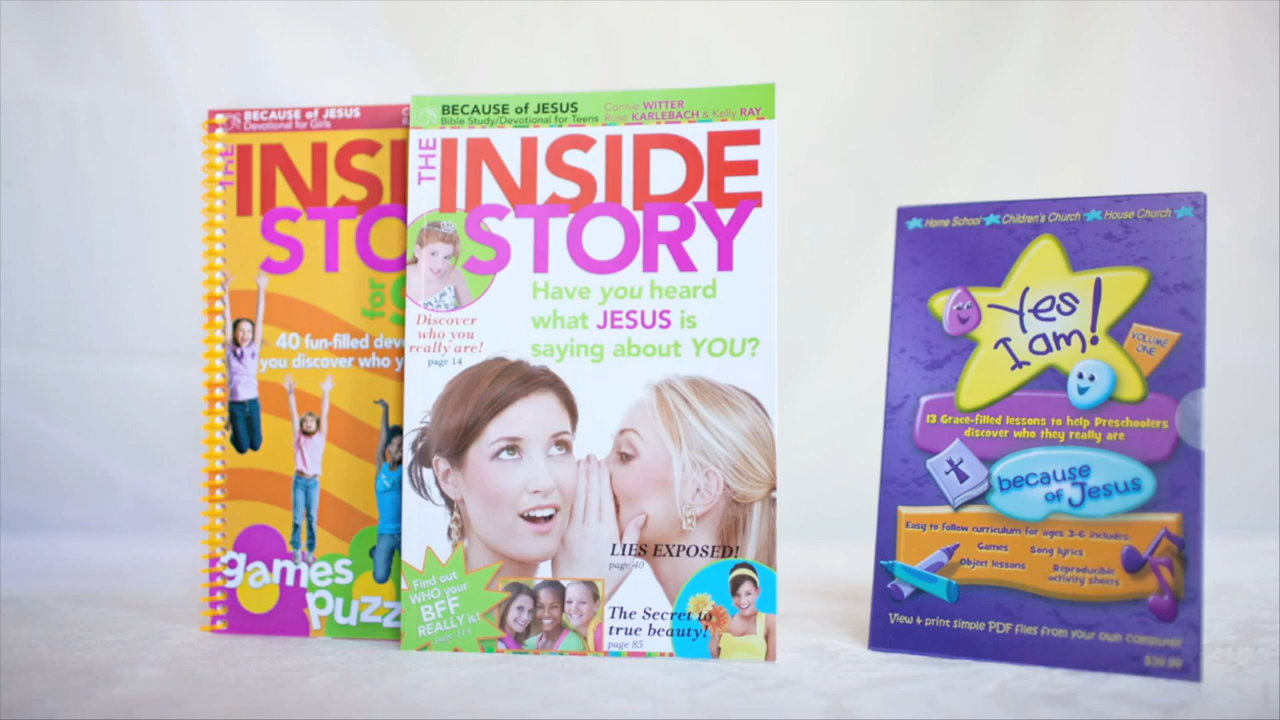 BECAUSE of JESUS
Devotional for Girls
THE
INSI
STO
for
40 fun-filled dev
you discover who y
games
puzz
BECAUSE of JESUS
Bible Study/Devotional for Teens
Connie WITTER
Rose KARLEBACH & Kelly RAY
THE
INSIDE
STORY
Have you heard
what JESUS is
saying about YOU?
Discover
who you
really are!
page 14
LIES EXPOSED!
page 40
Find out
WHO your
BFF
REALLY is!
The Secret to
true beauty!
page 85
Home School Children's Church House Church
Yes
I am!
VOLUME
ONE
13 Grace-filled lessons to help Preschoolers
discover who they really are
because
of Jesus
Easy to follow curriculum for ages 3-6 includes:
Games Song lyrics
Object lessons Reproducible
activity sheets
View & print simple PDF files from your own computer
$39.99